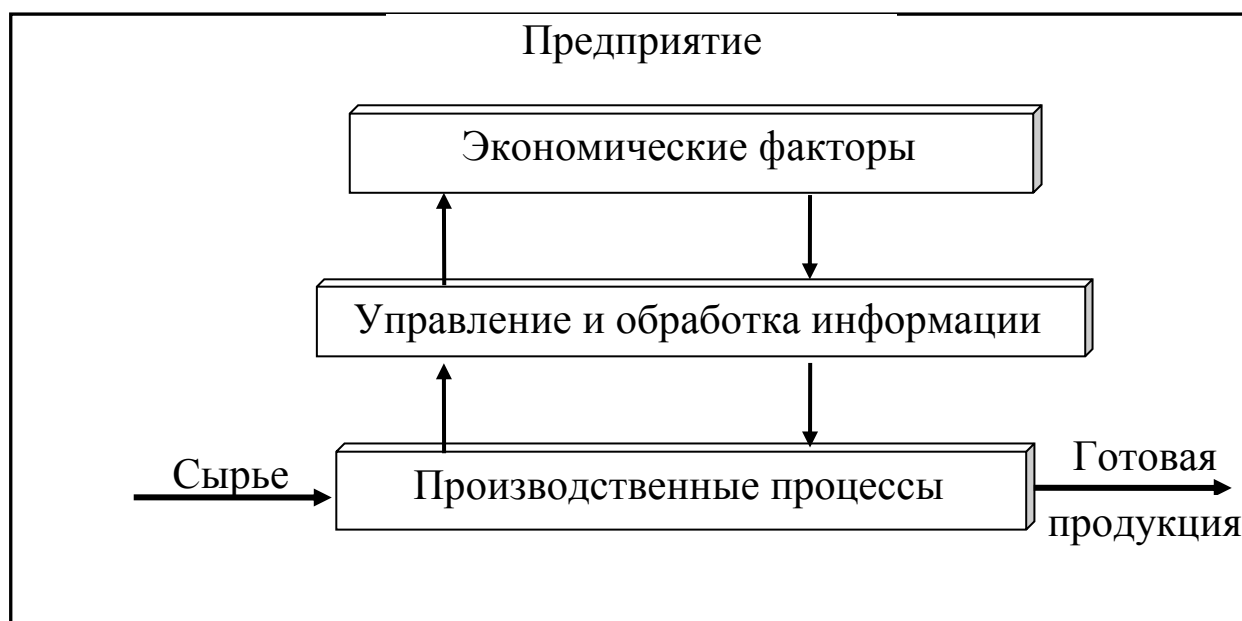 Предприятие
Экономические факторы
Управление и обработка информации
Сырье
Производственные процессы
Готовая
продукция